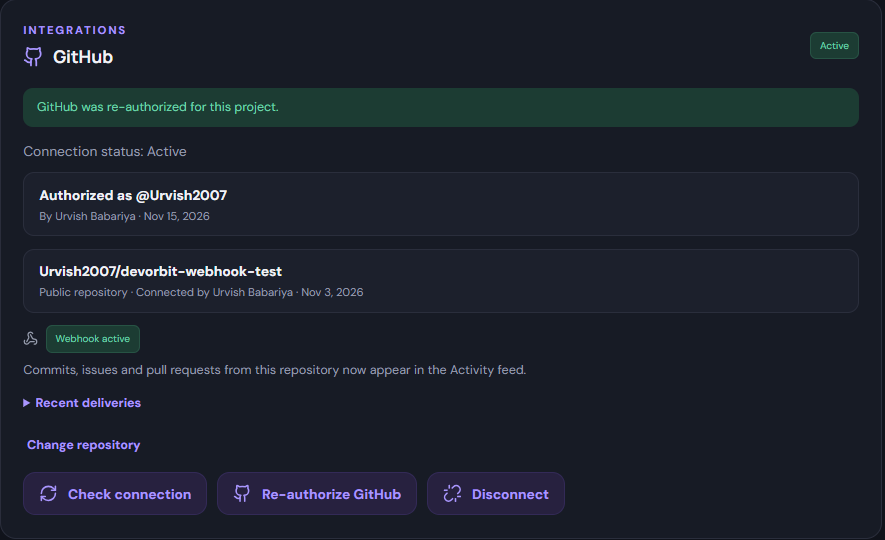 INTEGRATIONS
GitHub
Active
GitHub was re-authorized for this project.
Connection status: Active
Authorized as @Urvish2007
By Urvish Babariya · Nov 15, 2026
Urvish2007/devorbit-webhook-test
Public repository · Connected by Urvish Babariya · Nov 3, 2026
Webhook active
Commits, issues and pull requests from this repository now appear in the Activity feed.
Recent deliveries
Change repository
Check connection
Re-authorize GitHub
Disconnect